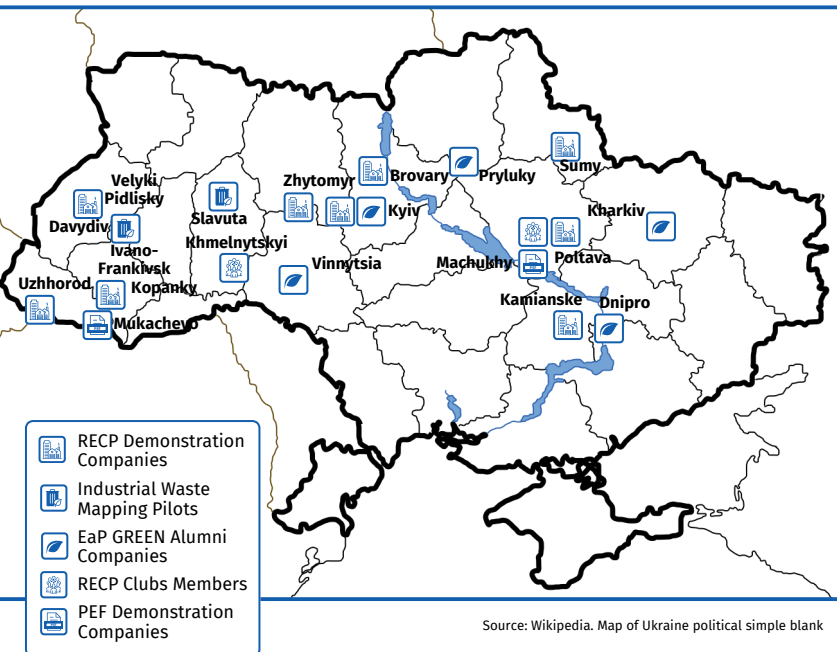 Velyki
Pidlisky
Davydiv
Ivano-
Frankivsk
Uzhhorod
Kopanky
Mukachevo
Slavuta
Khmelnytskyi
Zhytomyr
Brovary
Kyiv
Vinnytsia
Pryluky
Sumy
Kharkiv
Machukhy
Poltava
Kamianske
Dnipro
RECP Demonstration
Companies
Industrial Waste
Mapping Pilots
EaP GREEN Alumni
Companies
RECP Clubs Members
PEF Demonstration
Companies
Source: Wikipedia. Map of Ukraine political simple blank